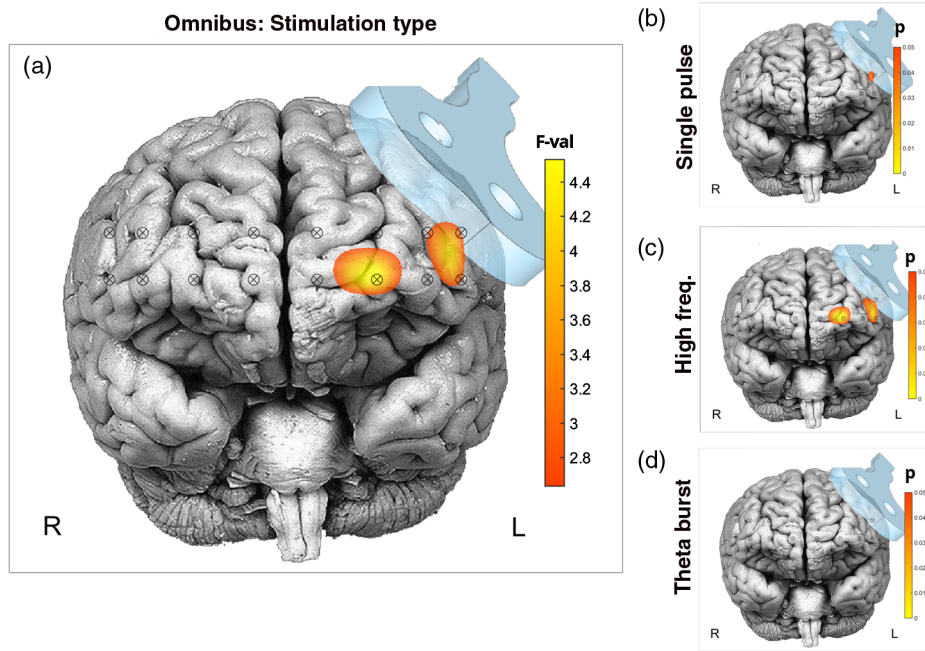 Omnibus: Stimulation type
(a)
F-val
4.4
4.2
4
3.8
3.6
3.4
3.2
3
2.8
R
L
(b)
Single pulse
p
0.05
0.04
0.03
0.02
0.01
0
R
L
(c)
High freq.
p
R
L
(d)
Theta burst
p
0.05
0.04
0.03
0.02
0.01
0
R
L